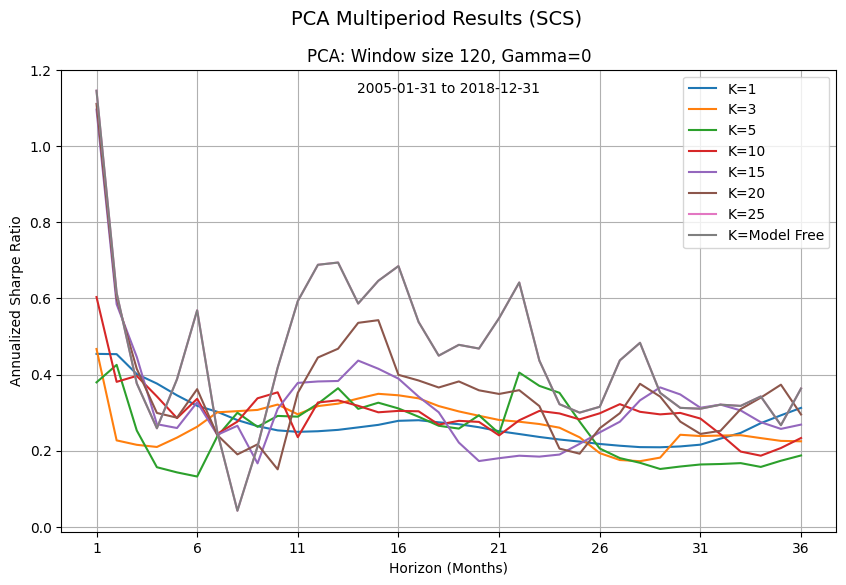 PCA Multiperiod Results (SCS)
PCA: Window size 120, Gamma=0
2005-01-31 to 2018-12-31
K=1
K=3
K=5
K=10
K=15
K=20
K=25
K=Model Free
Annualized Sharpe Ratio
1.2
1.0
0.8
0.6
0.4
0.2
0.0
1 6 11 16 21 26 31 36
Horizon (Months)